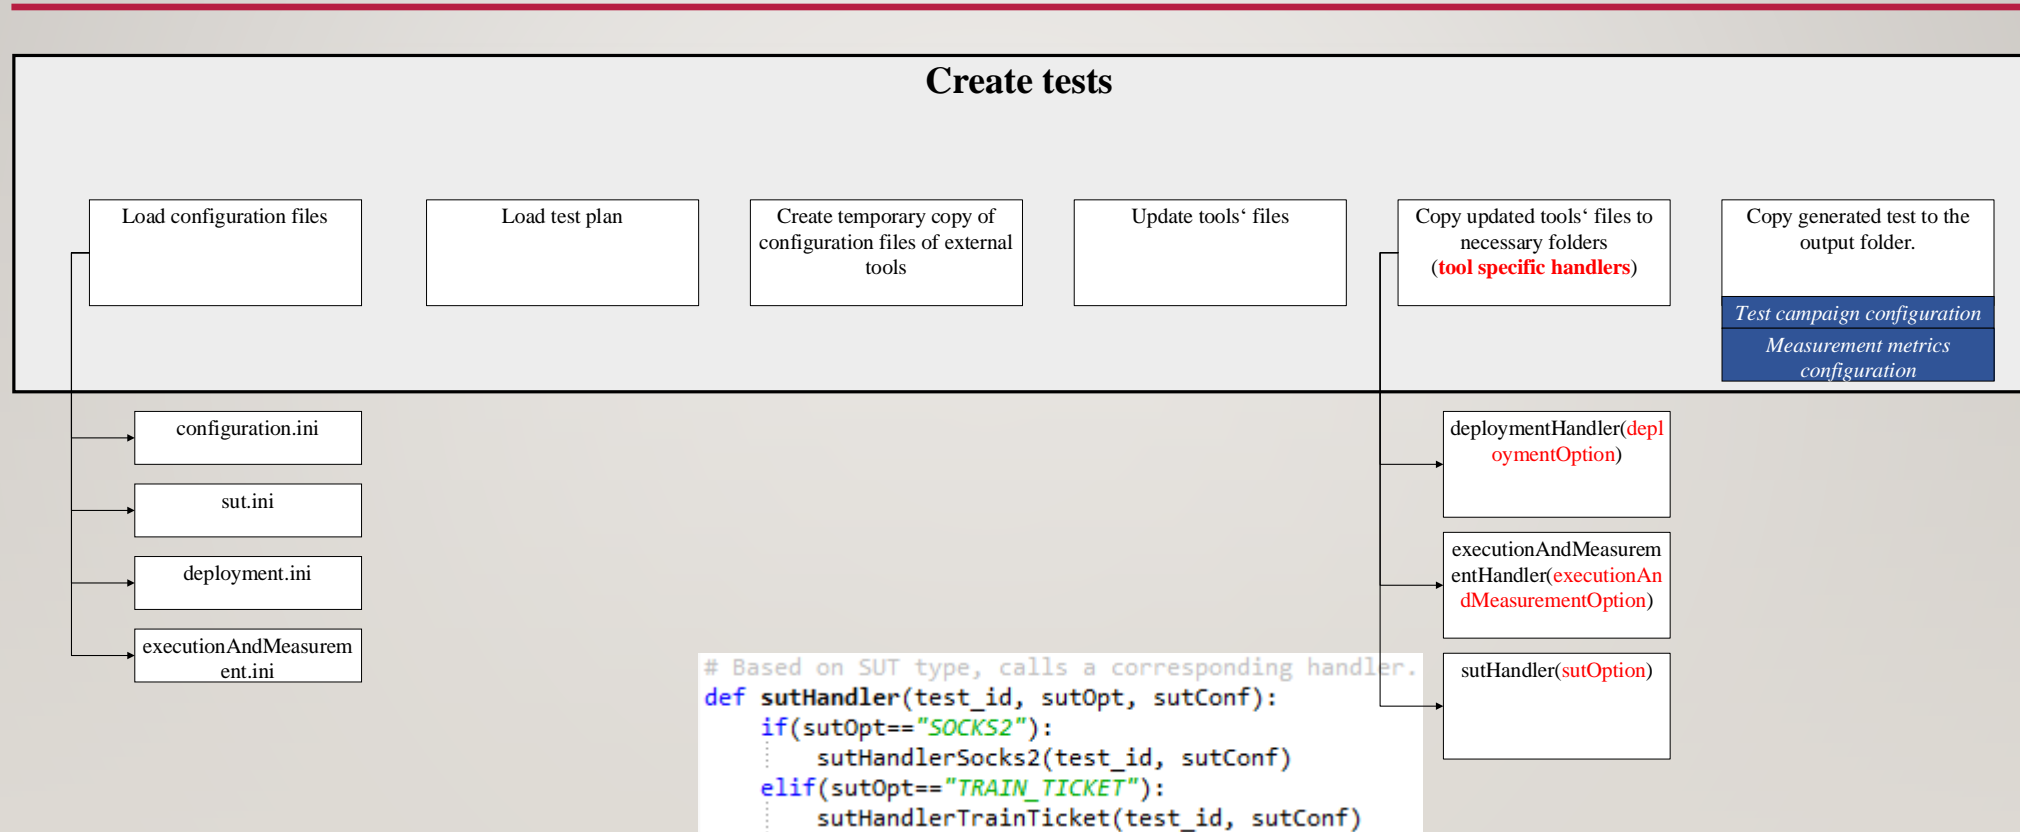 Create tests
Load configuration files
Load test plan
Create temporary copy of
configuration files of external
tools
Update tools‘ files
Copy updated tools‘ files to
necessary folders
(tool specific handlers)
Copy generated test to the
output folder.
Test campaign configuration
Measurement metrics
configuration
configuration.ini
sut.ini
deployment.ini
executionAndMeasurem
ent.ini
deploymentHandler(depl
oymentOption)
executionAndMeasurem
entHandler(executionAn
dMeasurementOption)
sutHandler(sutOption)
# Based on SUT type, calls a corresponding handler.
def sutHandler(test_id, sutOpt, sutConf):
    if(sutOpt=="SOCKS2"):
        sutHandlerSocks2(test_id, sutConf)
    elif(sutOpt=="TRAIN_TICKET"):
        sutHandlerTrainTicket(test_id, sutConf)